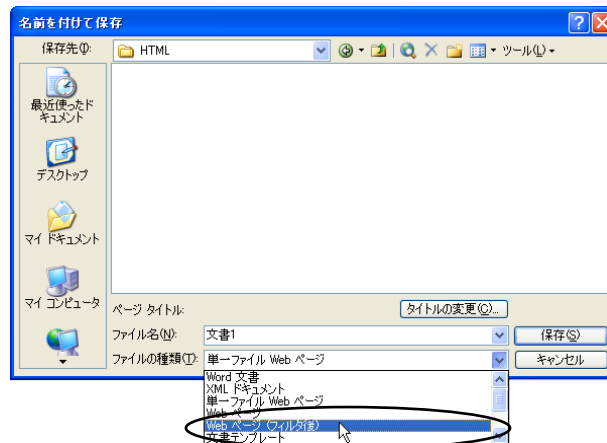 名前を付けて保存
保存先(I):
HTML
ツール(L)
最近使ったド
キュメント
デスクトップ
マイ ドキュメント
マイ コンピュータ
ページ タイトル:
タイトルの変更(C)...
ファイル名(N):
文書1
保存(S)
ファイルの種類(T):
単一ファイル Web ページ
キャンセル
Word 文書
XML ドキュメント
単一ファイル Web ページ
Web ページ
Web ページ (フィルタ後)
文書テンプレート